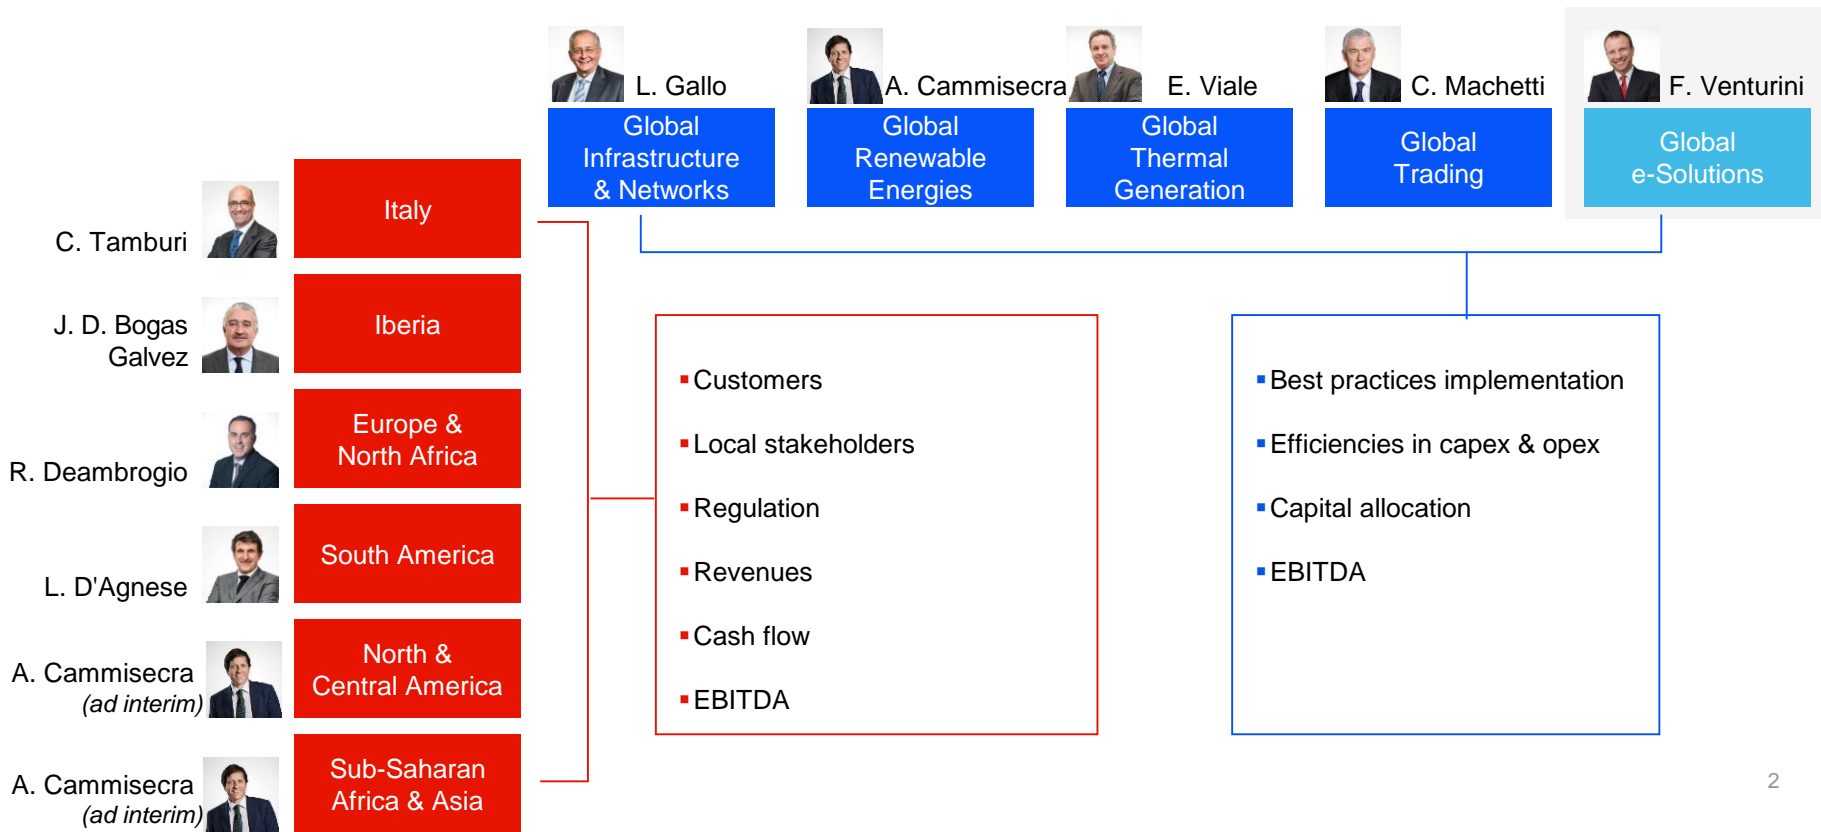 L. Gallo
A. Cammisecra
E. Viale
C. Machetti
F. Venturini
Global
Infrastructure
& Networks
Global
Renewable
Energies
Global
Thermal
Generation
Global
Trading
Global
e-Solutions
C. Tamburi
Italy
J. D. Bogas
Galvez
Iberia
R. Deambrogio
Europe &
North Africa
L. D'Agnese
South America
A. Cammisecra
(ad interim)
North &
Central America
A. Cammisecra
(ad interim)
Sub-Saharan
Africa & Asia
▪Customers
▪Local stakeholders
▪Regulation
▪Revenues
▪Cash flow
▪EBITDA
▪Best practices implementation
▪Efficiencies in capex & opex
▪Capital allocation
▪EBITDA
2